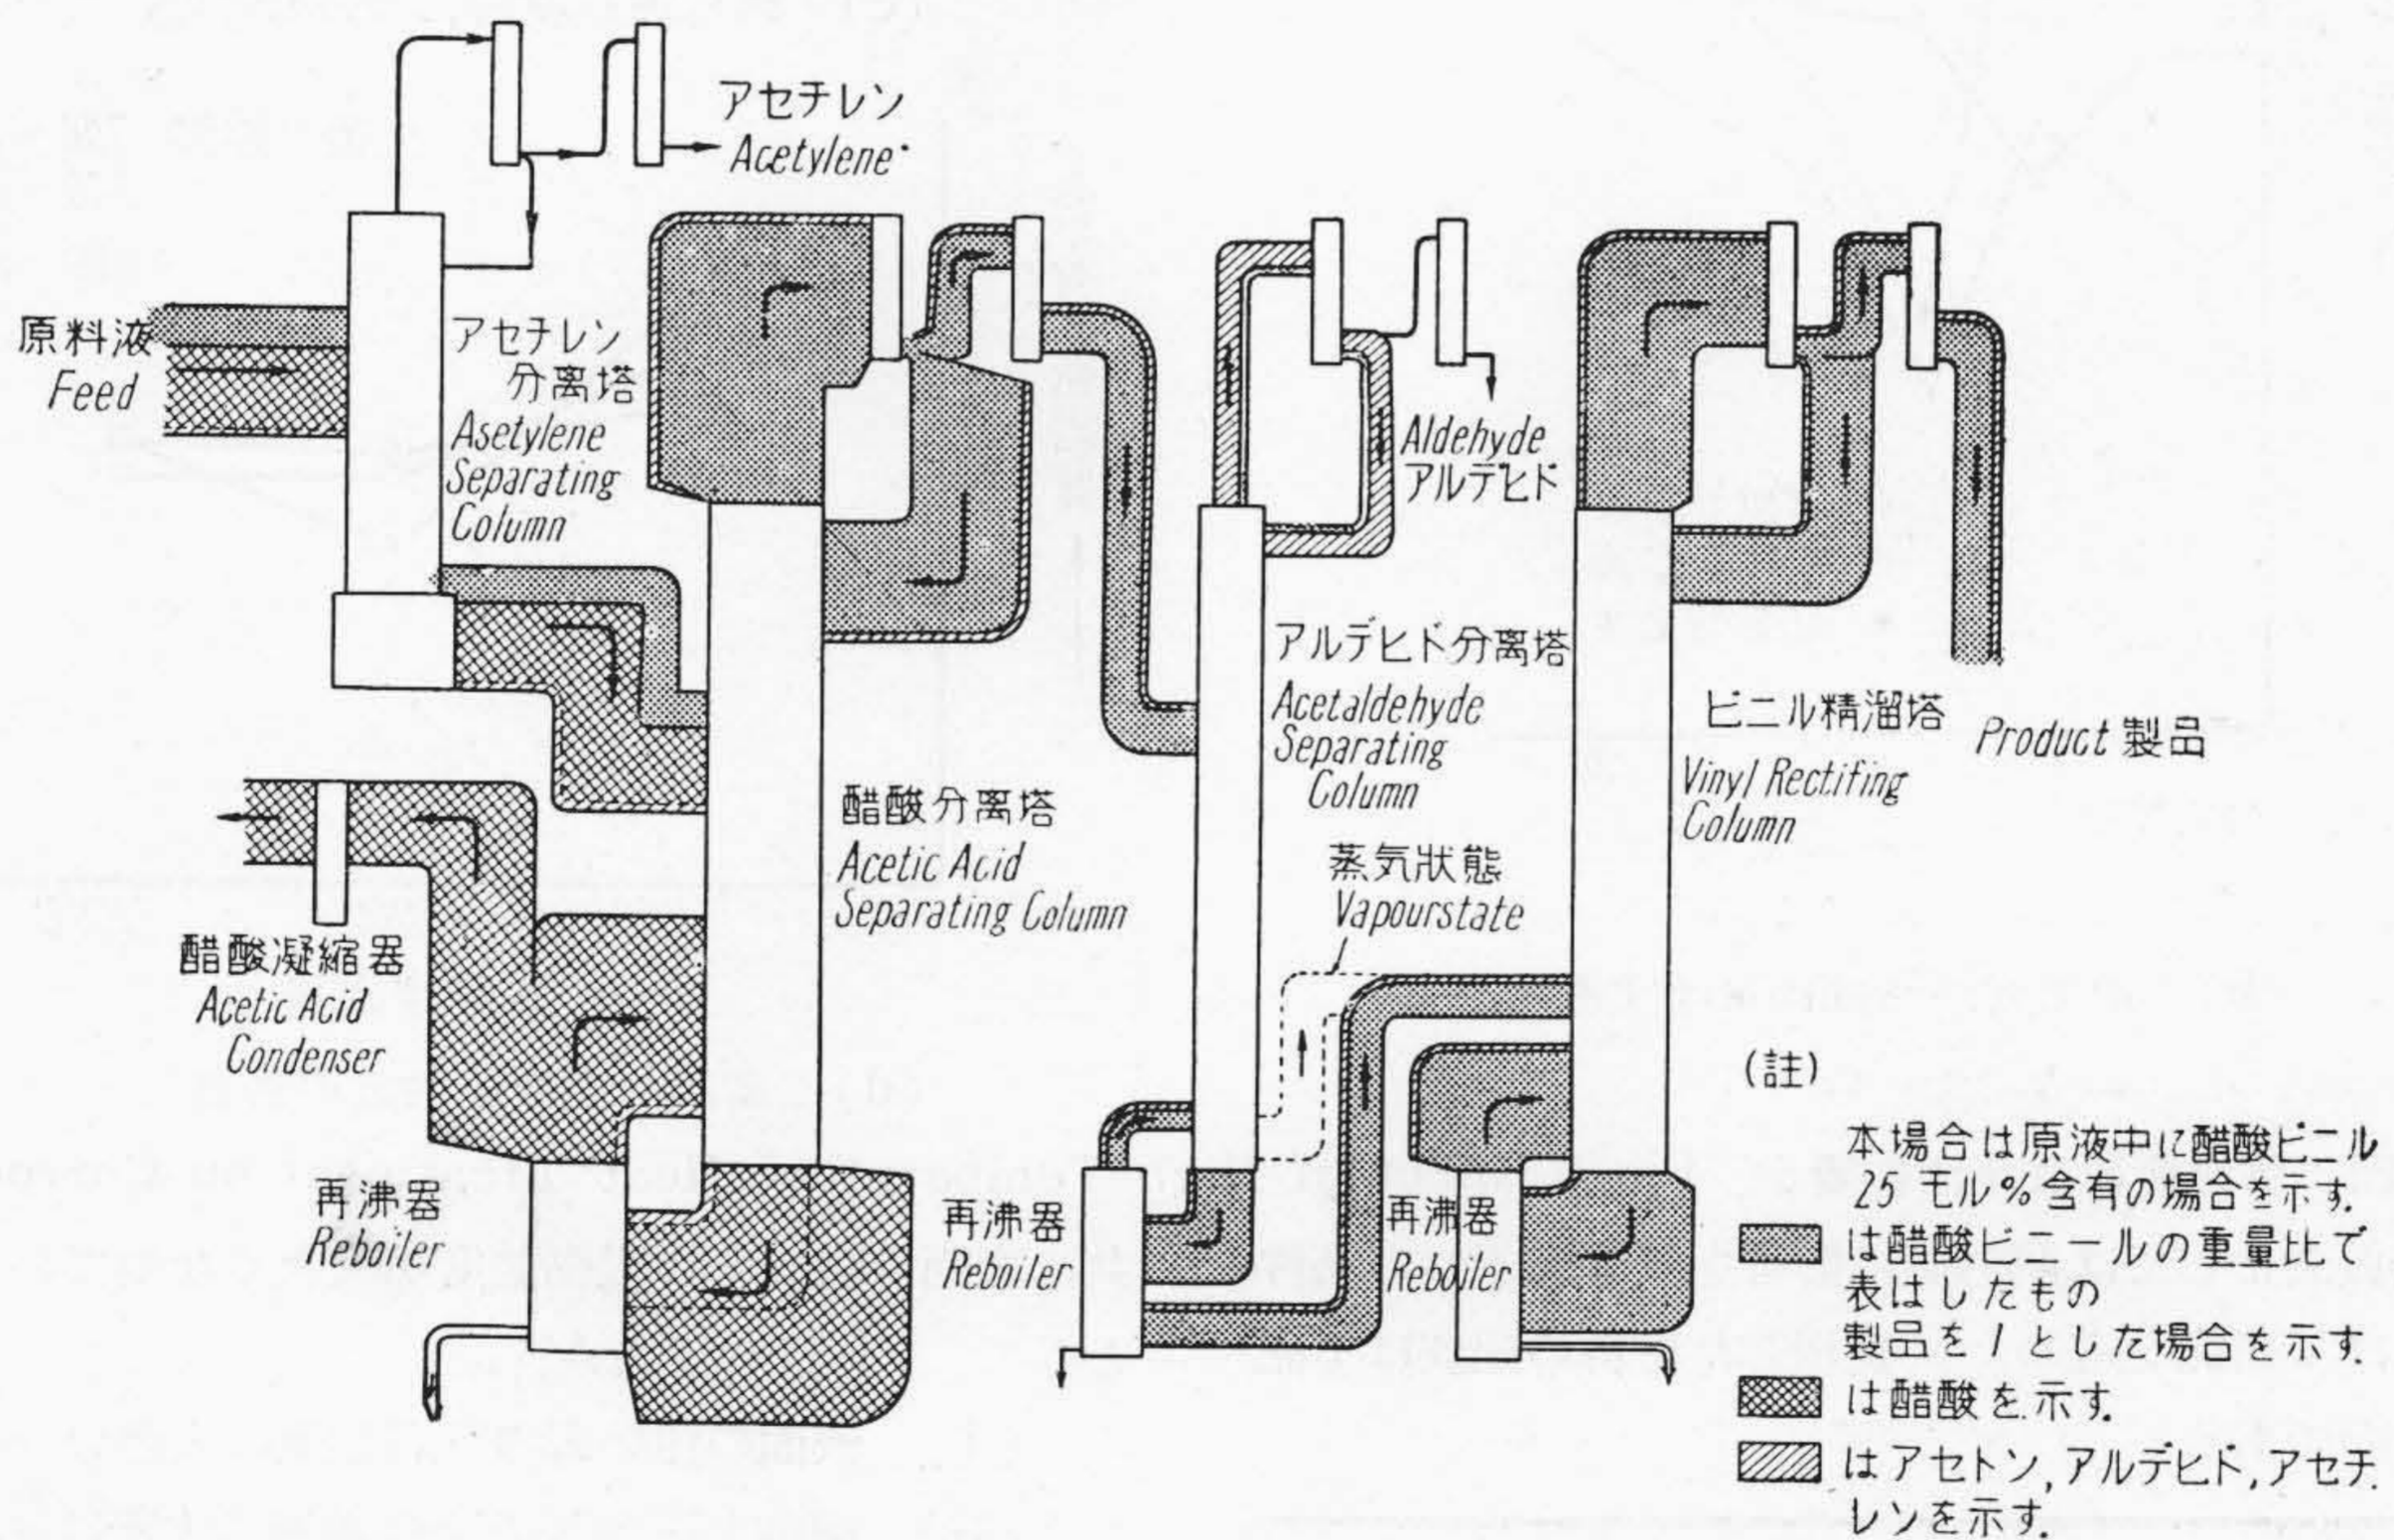 アセチレン
Acetylene
原料液
Feed
アセチレン
分离塔
Asetylene
Separating
Column
Aldehyde
アルデヒド
アルデヒド分离塔
Acetaldehyde
Separating
Column
ビニル精溜塔
Vinyl Rectifing
Column
Product 製品
醋酸分离塔
Acetic Acid
Separating Column
蒸気狀態
Vapourstate
醋酸凝縮器
Acetic Acid
Condenser
再沸器
Reboiler
再沸器
Reboiler
再沸器
Reboiler
(註)
本場合は原液中に醋酸ビニル
25 モル%含有の場合を示す.
は醋酸ビニールの重量比で
表はしたもの
製品を1とした場合を示す.
は醋酸を示す.
はアセトン,アルデヒド,アセチ
レンを示す.